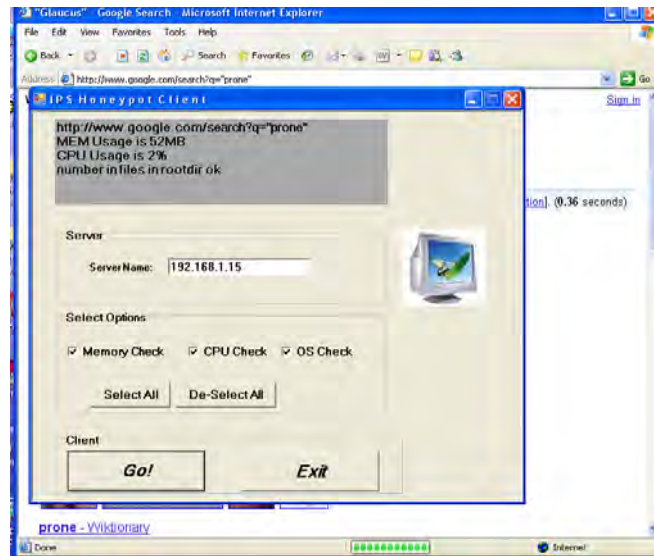 "Glaucus" - Google Search - Microsoft Internet Explorer
File Edit View Favorites Tools Help
Back Search Favorites
Address http://www.google.com/search?q="prone" Go
IPS Honeypot Client
Sign in
http://www.google.com/search?q="prone"
MEM Usage is 52MB
CPU Usage is 2%
number in files in rootdir ok
tion]. (0.36 seconds)
Server
Server Name: 192.168.1.15
Select Options
Memory Check CPU Check OS Check
Select All De-Select All
Client
Go! Exit
prone - Wiktionary
Done Internet